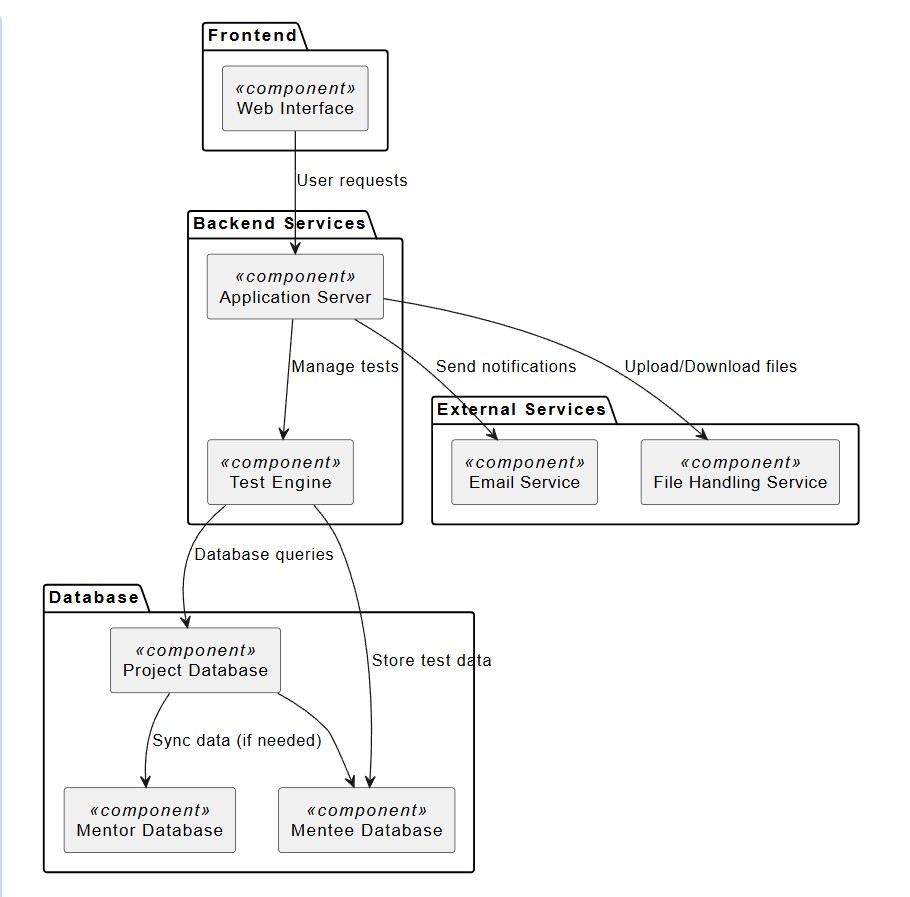 Frontend
«component»
Web Interface
User requests
Backend Services
«component»
Application Server
Manage tests
Send notifications
Upload/Download files
External Services
«component»
Test Engine
«component»
Email Service
«component»
File Handling Service
Database queries
Database
«component»
Project Database
Store test data
Sync data (if needed)
«component»
Mentor Database
«component»
Mentee Database